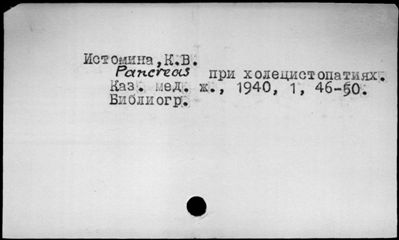 Истомина,К.В.
Pancreas при холецистопатиях.
Каз. мед. ж., 1940, 1, 46-50.
Библиогр.